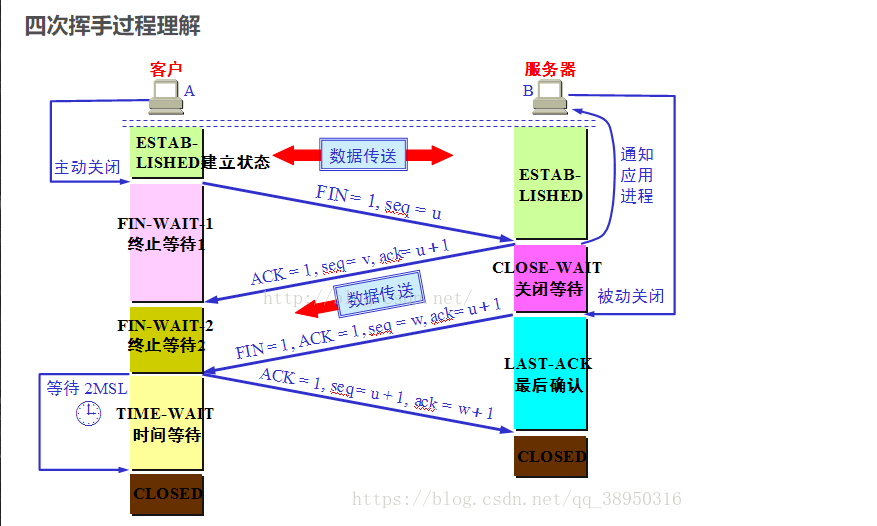 四次挥手过程理解
客户
服务器
A
B
ESTAB-
LISHED建立状态
数据传送
主动关闭
ESTAB-
LISHED
通知
应用
进程
FIN = 1, seq = u
FIN-WAIT-1
终止等待1
ACK = 1, seq= v, ack= u + 1
CLOSE-WAIT
关闭等待
被动关闭
数据传送
FIN-WAIT-2
终止等待2
FIN = 1, ACK = 1, seq = w, ack= u + 1
LAST-ACK
最后确认
等待 2MSL
ACK = 1, seq= u + 1, ack = w + 1
TIME-WAIT
时间等待
CLOSED
CLOSED
https://blog.csdn.net/qq_38950316